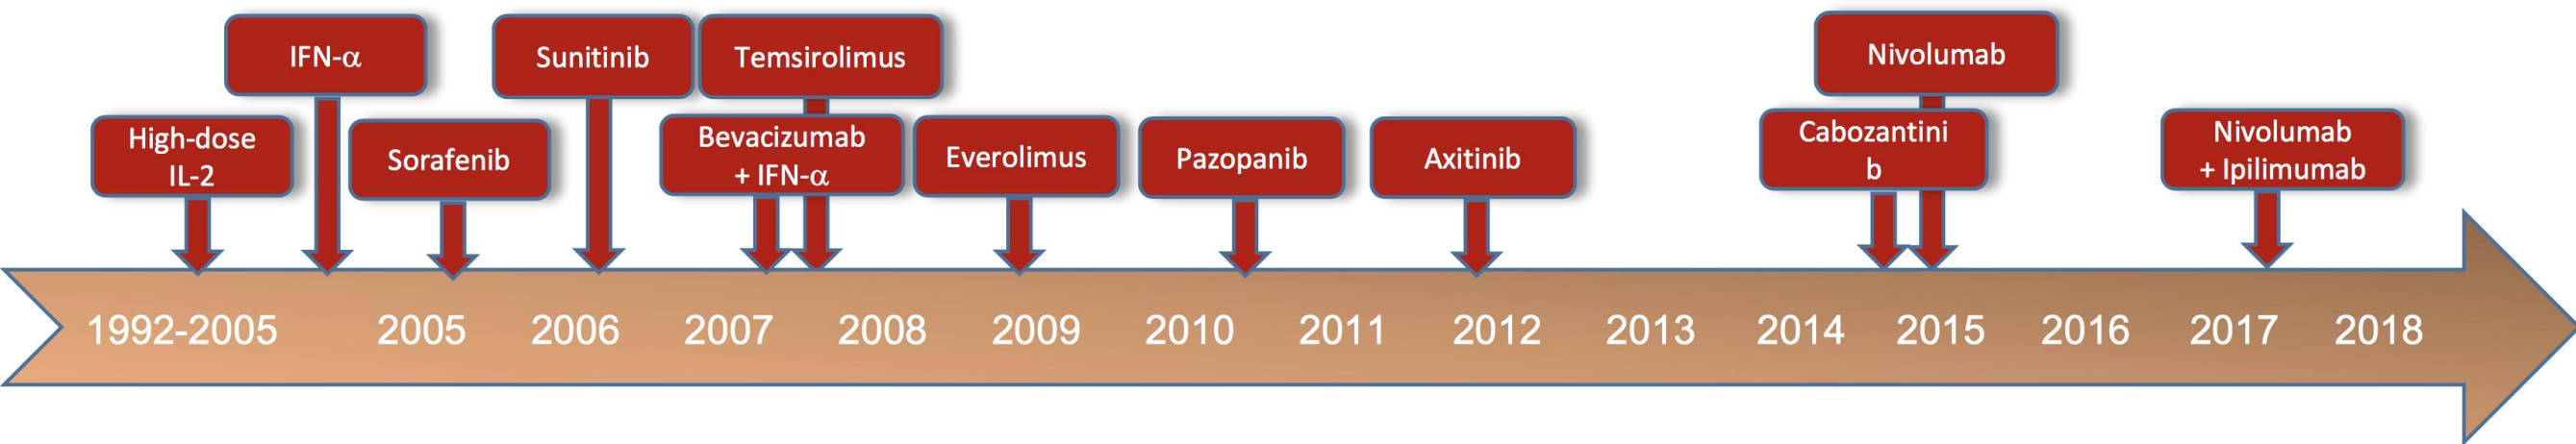 IFN-α
Sunitinib
Temsirolimus
Nivolumab
High-dose
IL-2
Sorafenib
Bevacizumab
+ IFN-α
Everolimus
Pazopanib
Axitinib
Cabozantini
b
Nivolumab
+ Ipilimumab
1992-2005 2005 2006 2007 2008 2009 2010 2011 2012 2013 2014 2015 2016 2017 2018